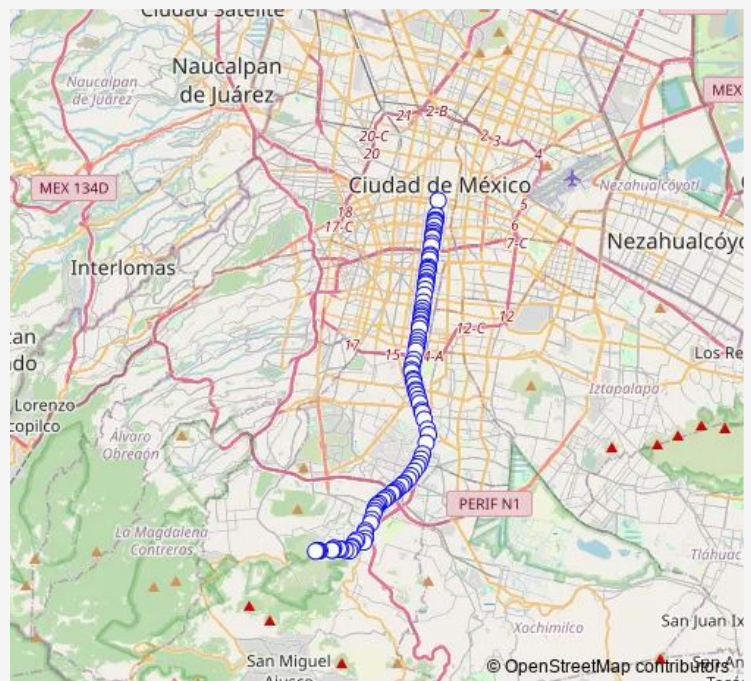 Ciudad Satélite
Naucalpan
de Juárez
Naucalpan
de Juárez
MEX
21
2-B
20-C
20
2-3
4
MEX 134D
Ciudad de México
Nezahualcóyotl
5
18
17-C
6
7-C
Nezahualcóyo
Interlomas
12
12-C
17
15
4-A
Los Re
Iztapalapa
Lorenzo
Álvaro
Obregón
PERIF N1
La Magdalena
Contreras
Tláhuac
San Juan Ix
Xochimilco
San Miguel
Ajusco
© OpenStreetMap contributors